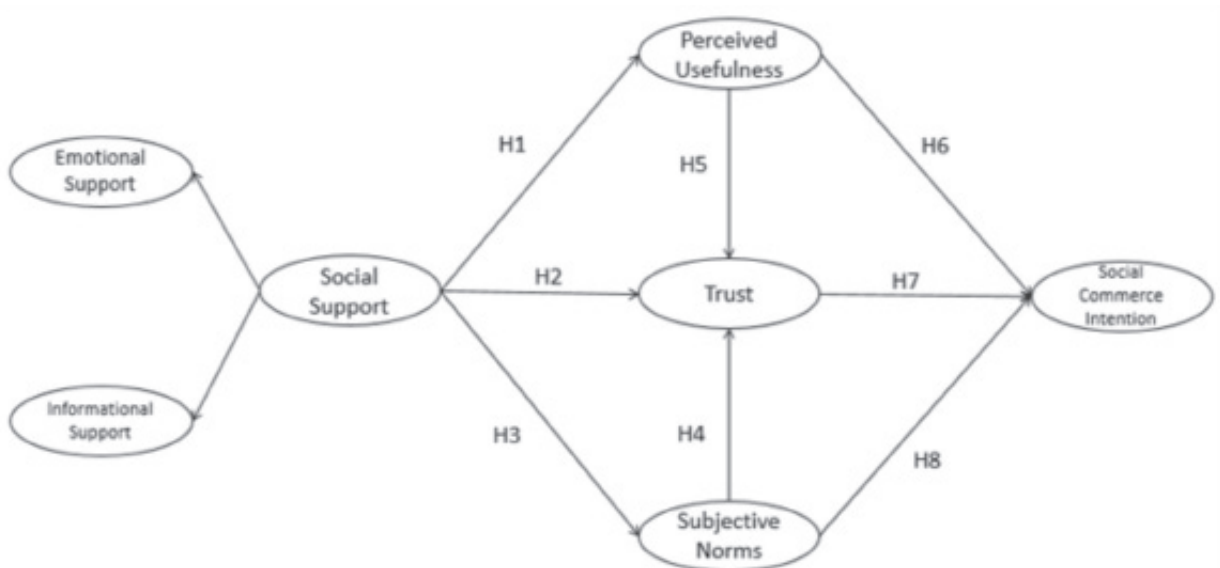 Perceived
Usefulness
H1
H6
H5
Emotional
Support
Social
Support
H2
Trust
H7
Social
Commerce
Intention
Informational
Support
H3
H4
H8
Subjective
Norms